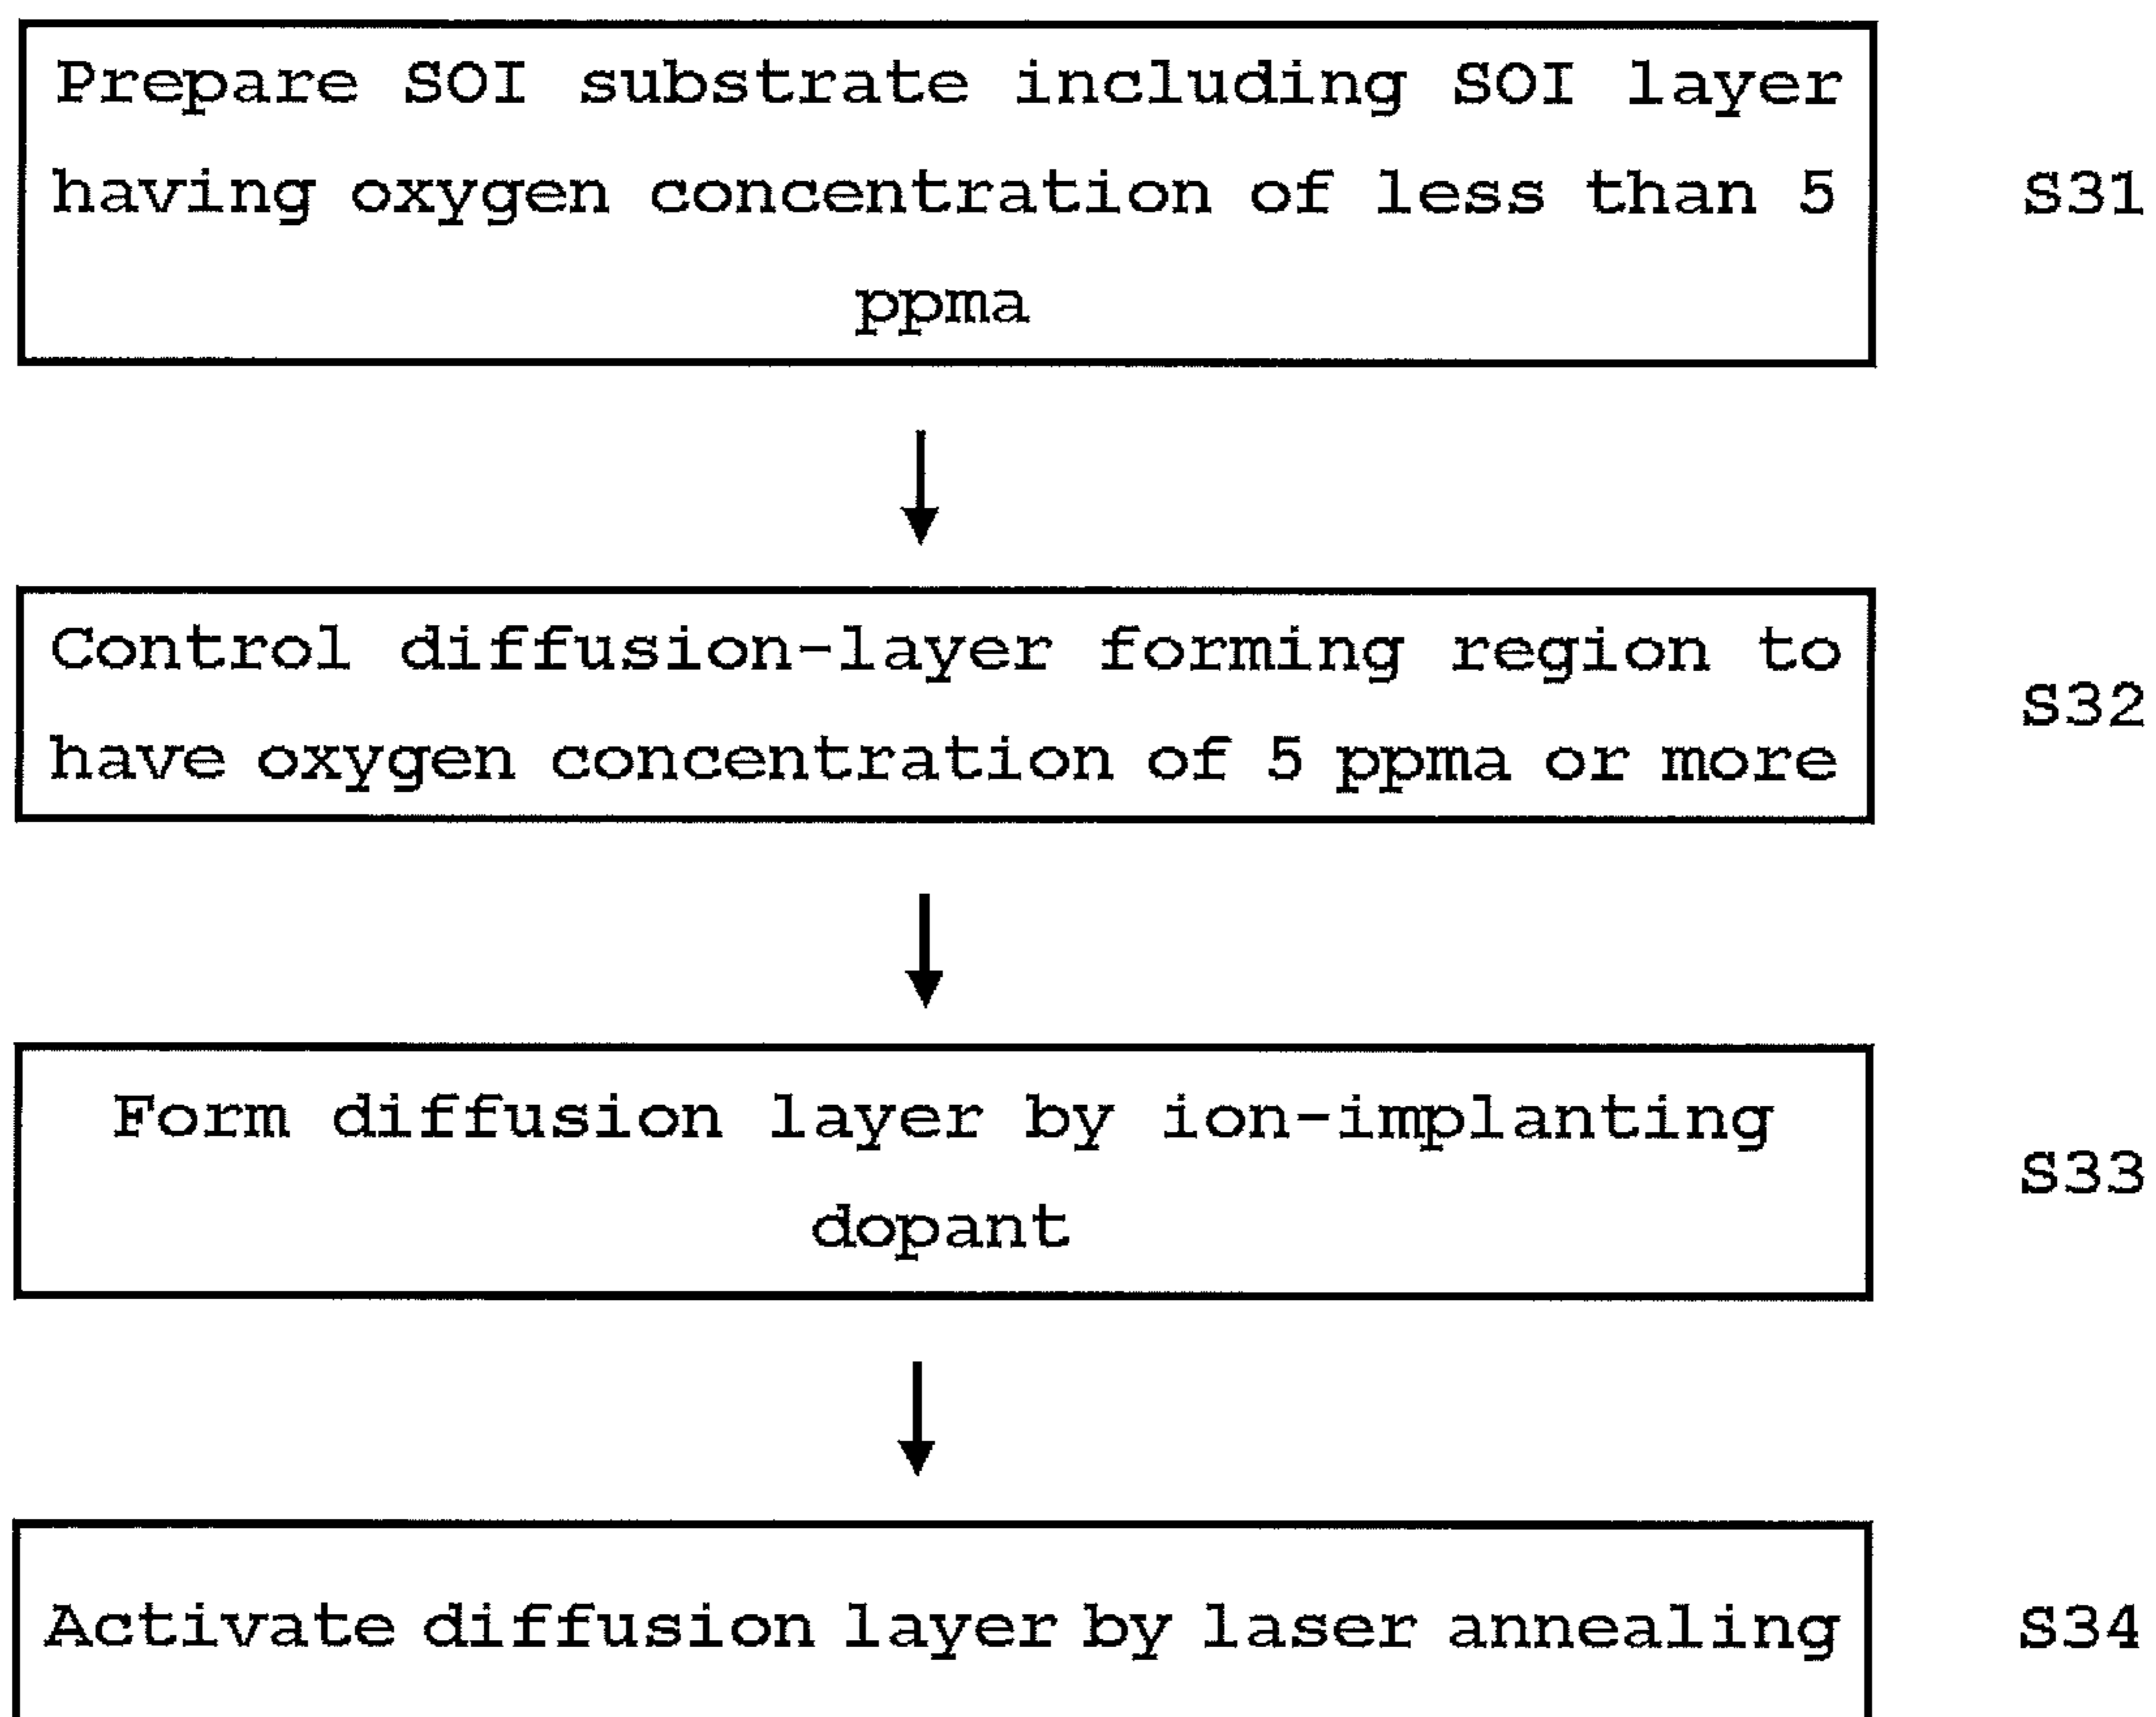 Prepare SOI substrate including SOI layer
having oxygen concentration of less than 5
ppma
S31
Control diffusion-layer forming region to
have oxygen concentration of 5 ppma or more
S32
Form diffusion layer by ion-implanting
dopant
S33
Activate diffusion layer by laser annealing
S34